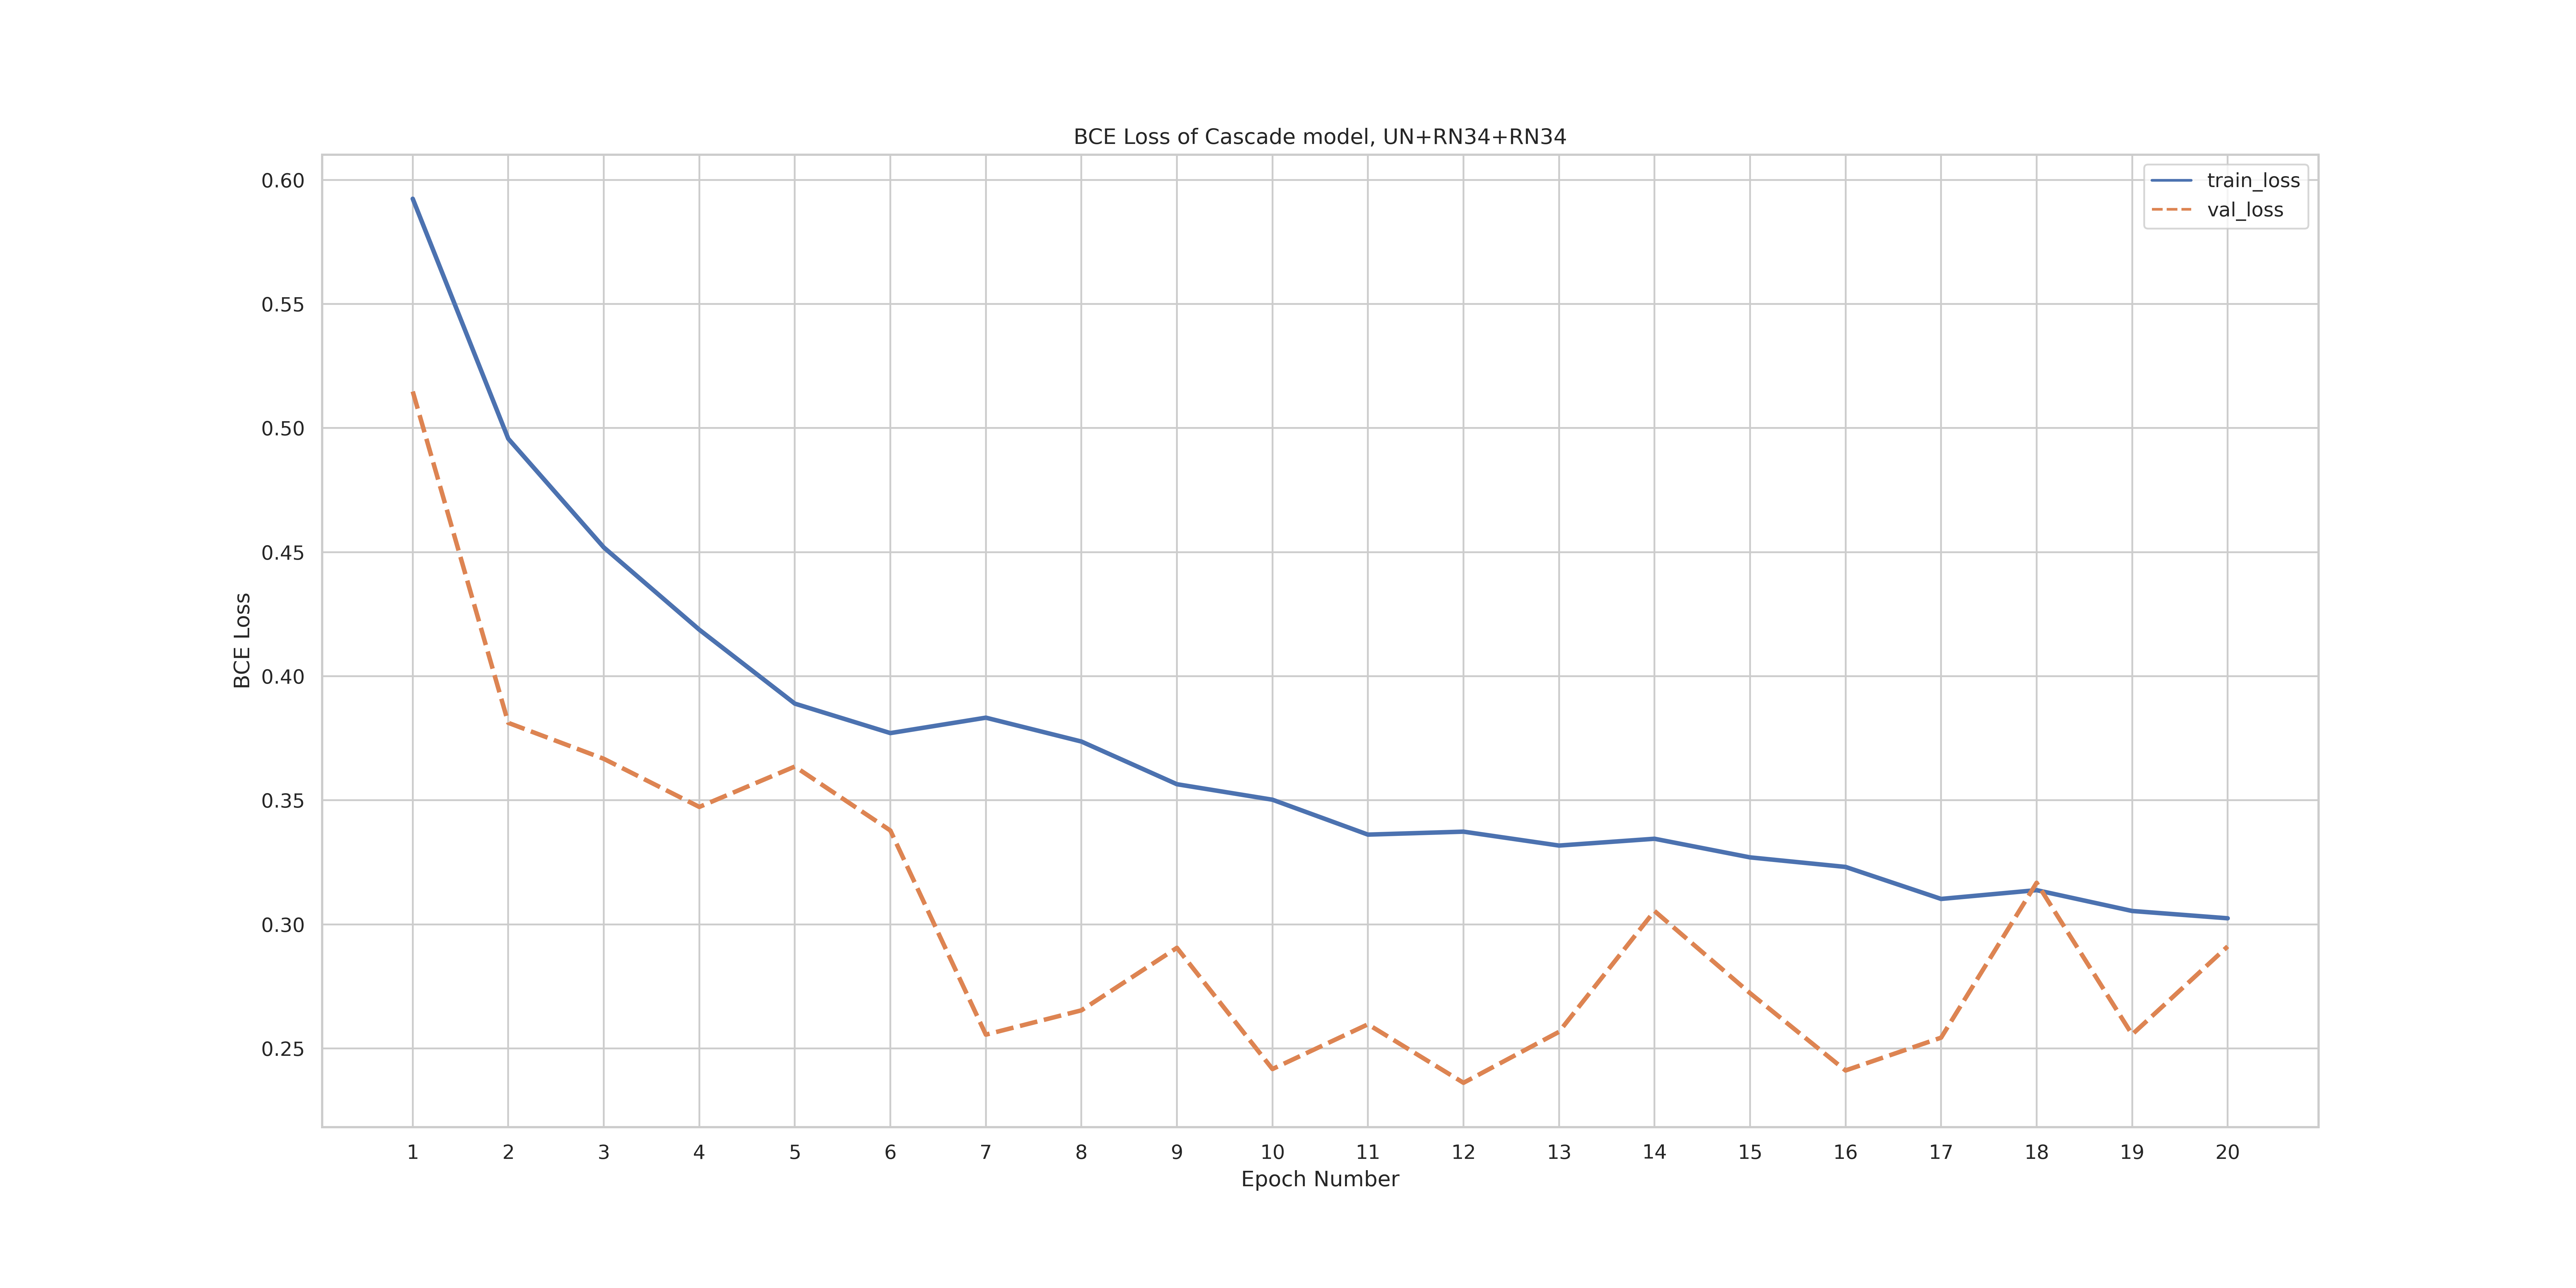 BCE Loss of Cascade model, UN+RN34+RN34
train_loss
val_loss
BCE Loss
0.60
0.55
0.50
0.45
0.40
0.35
0.30
0.25
1 2 3 4 5 6 7 8 9 10 11 12 13 14 15 16 17 18 19 20
Epoch Number